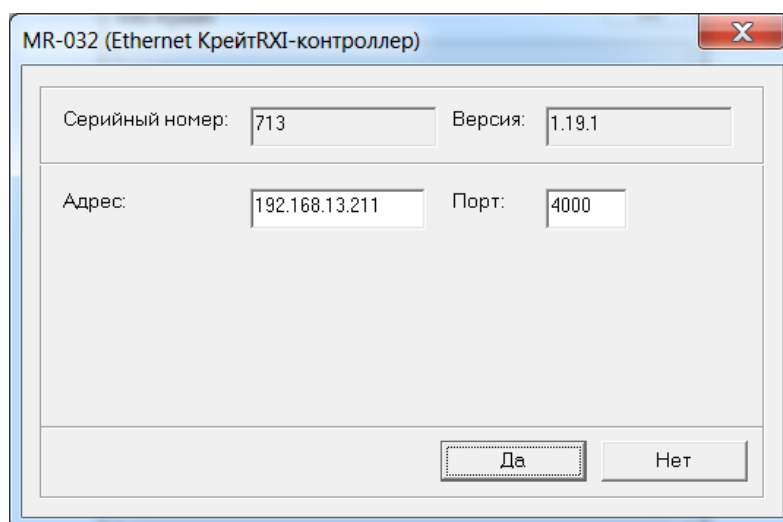 MR-032 (Ethernet КрейтRXI-контроллер)
Серийный номер: 713 Версия: 1.19.1
Адрес: 192.168.13.211 Порт: 4000
Да Нет